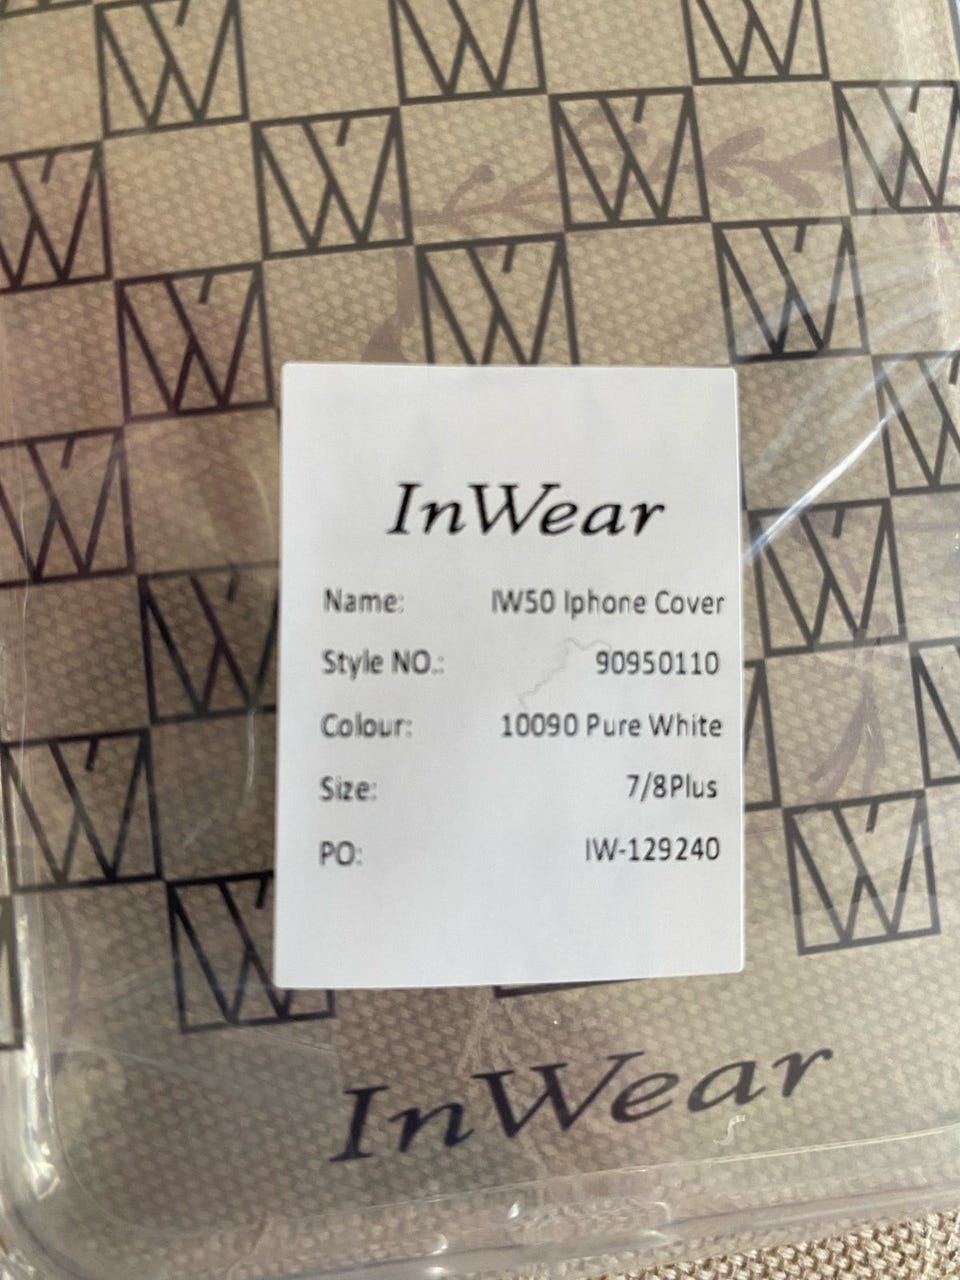 InWear
Name: IW50 Iphone Cover
Style NO.: 90950110
Colour: 10090 Pure White
Size: 7/8Plus
PO: IW-129240
InWear